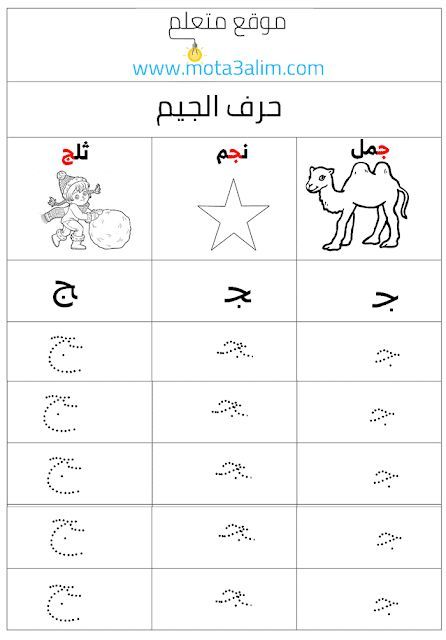 موقع متعلم
www.mota3alim.com
حرف الجيم
جمل نجم ثلج
جـ ـجـ ج
جـ ـجـ ج
جـ ـجـ ج
جـ ـجـ ج
جـ ـجـ ج
جـ ـجـ ج